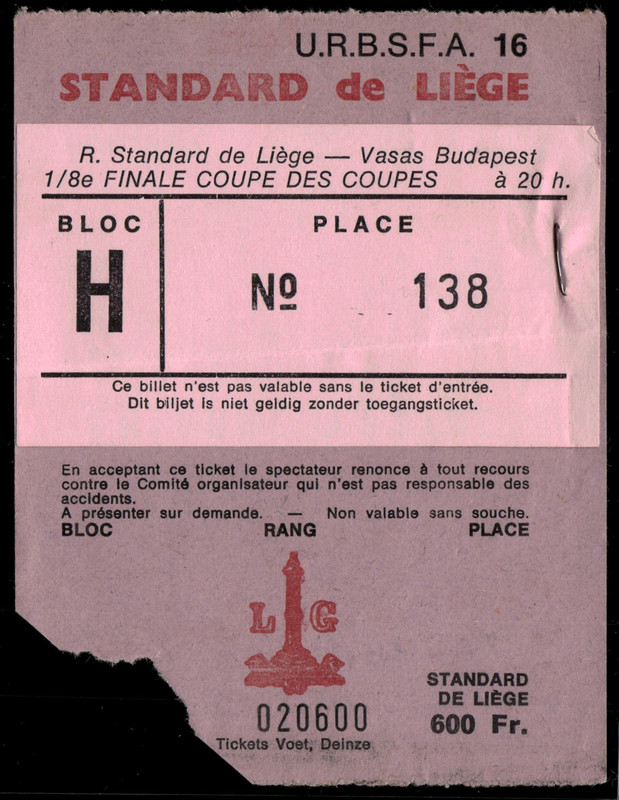 U.R.B.S.F.A. 16
STANDARD de LIÈGE
R. Standard de Liège — Vasas Budapest
1/8e FINALE COUPE DES COUPES à 20 h.
BLOC PLACE
H Nº 138
Ce billet n'est pas valable sans le ticket d'entrée.
Dit biljet is niet geldig zonder toegangsticket.
En acceptant ce ticket le spectateur renonce à tout recours
contre le Comité organisateur qui n'est pas responsable des
accidents.
A présenter sur demande. — Non valable sans souche.
BLOC RANG PLACE
L G
STANDARD
DE LIÈGE
020600 600 Fr.
Tickets Voet, Deinze